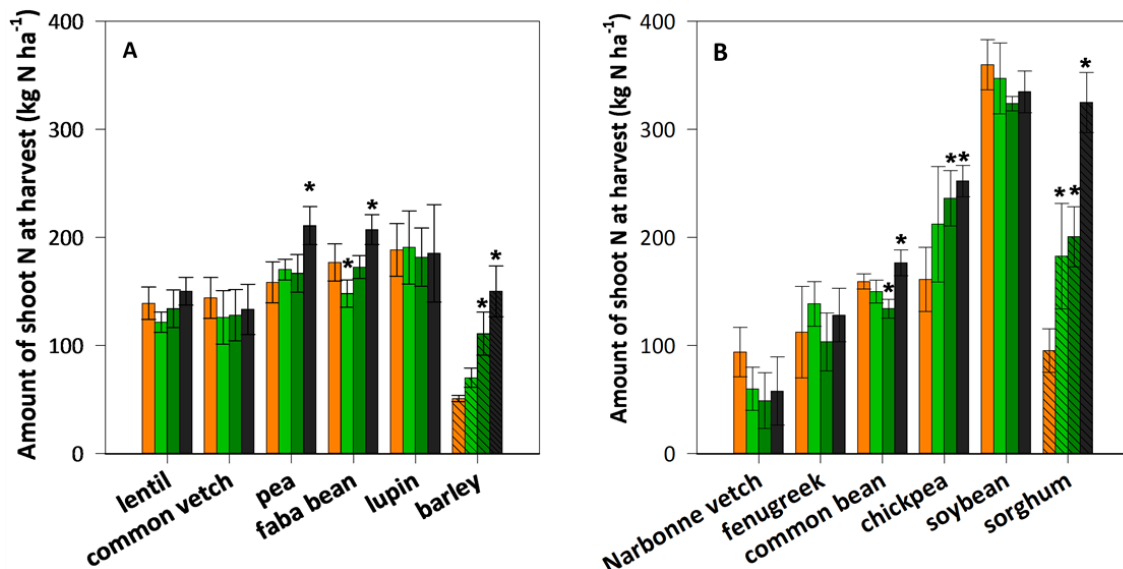 A
Amount of shoot N at harvest (kg N ha⁻¹)
400
300
200
100
0
*
*
*
*
*
lentil
common vetch
pea
faba bean
lupin
barley
B
Amount of shoot N at harvest (kg N ha⁻¹)
400
300
200
100
0
*
*
*
*
*
*
*
Narbonne vetch
fenugreek
common bean
chickpea
soybean
sorghum